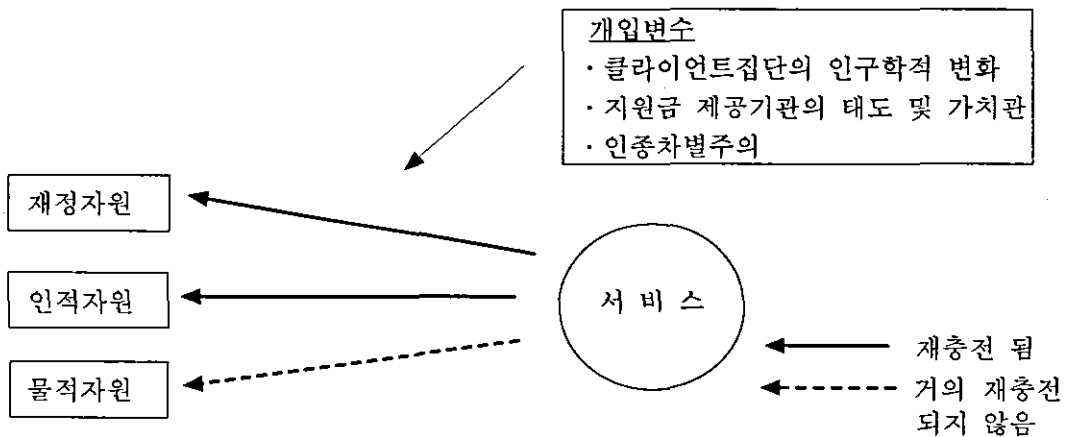 개입변수
· 클라이언트집단의 인구학적 변화
· 지원금 제공기관의 태도 및 가치관
· 인종차별주의
재정자원
인적자원
서 비 스
물적자원
재충전 됨
거의 재충전
되지 않음